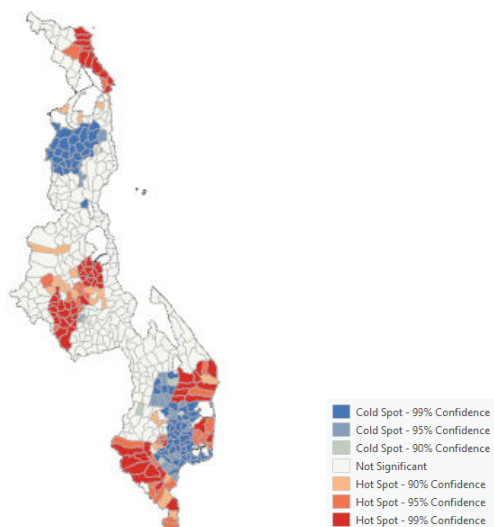 Cold Spot - 99% Confidence
Cold Spot - 95% Confidence
Cold Spot - 90% Confidence
Not Significant
Hot Spot - 90% Confidence
Hot Spot - 95% Confidence
Hot Spot - 99% Confidence